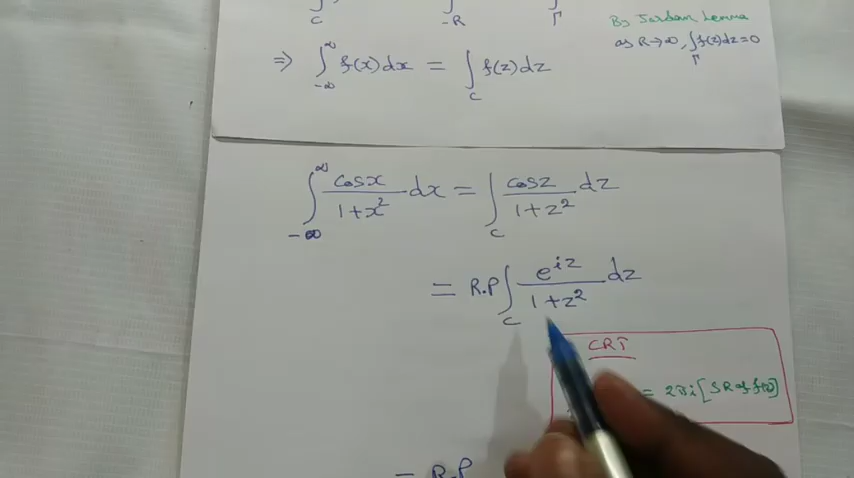 C -R Γ
By Jordan Lemma
as R→∞, ∫_Γ f(z)dz=0
⇒ ∫_{-∞}^{∞} f(x)dx = ∫_C f(z)dz
∫_{-∞}^{∞} cosx/(1+x²) dx = ∫_C cosz/(1+z²) dz
= R.P ∫_C e^{iz}/(1+z²) dz
CRT
= 2πi[SR of f(z)]
= R.P